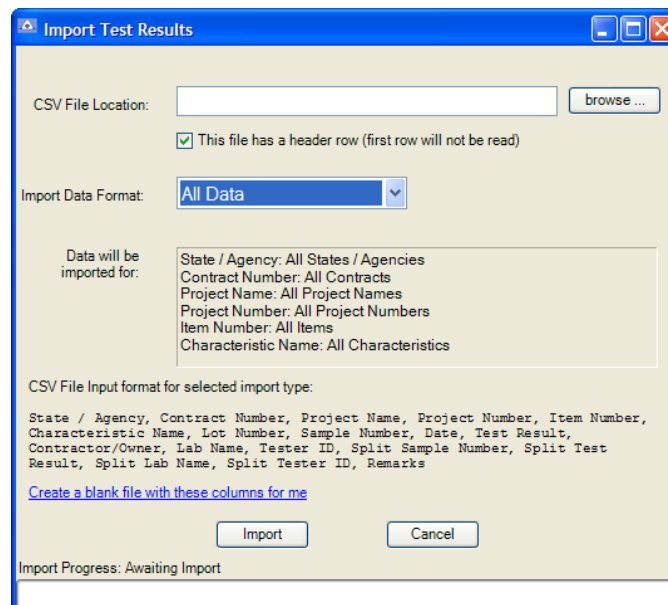 Import Test Results
CSV File Location:
browse ...
This file has a header row (first row will not be read)
Import Data Format:
All Data
Data will be
imported for:
State / Agency: All States / Agencies
Contract Number: All Contracts
Project Name: All Project Names
Project Number: All Project Numbers
Item Number: All Items
Characteristic Name: All Characteristics
CSV File Input format for selected import type:
State / Agency, Contract Number, Project Name, Project Number, Item Number,
Characteristic Name, Lot Number, Sample Number, Date, Test Result,
Contractor/Owner, Lab Name, Tester ID, Split Sample Number, Split Test
Result, Split Lab Name, Split Tester ID, Remarks
Create a blank file with these columns for me
Import
Cancel
Import Progress: Awaiting Import